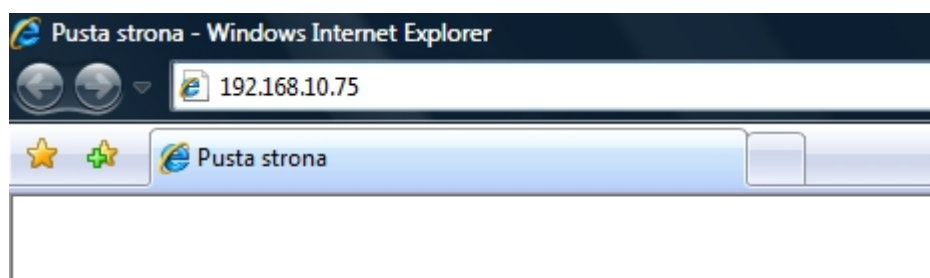 Pusta strona - Windows Internet Explorer
192.168.10.75
Pusta strona